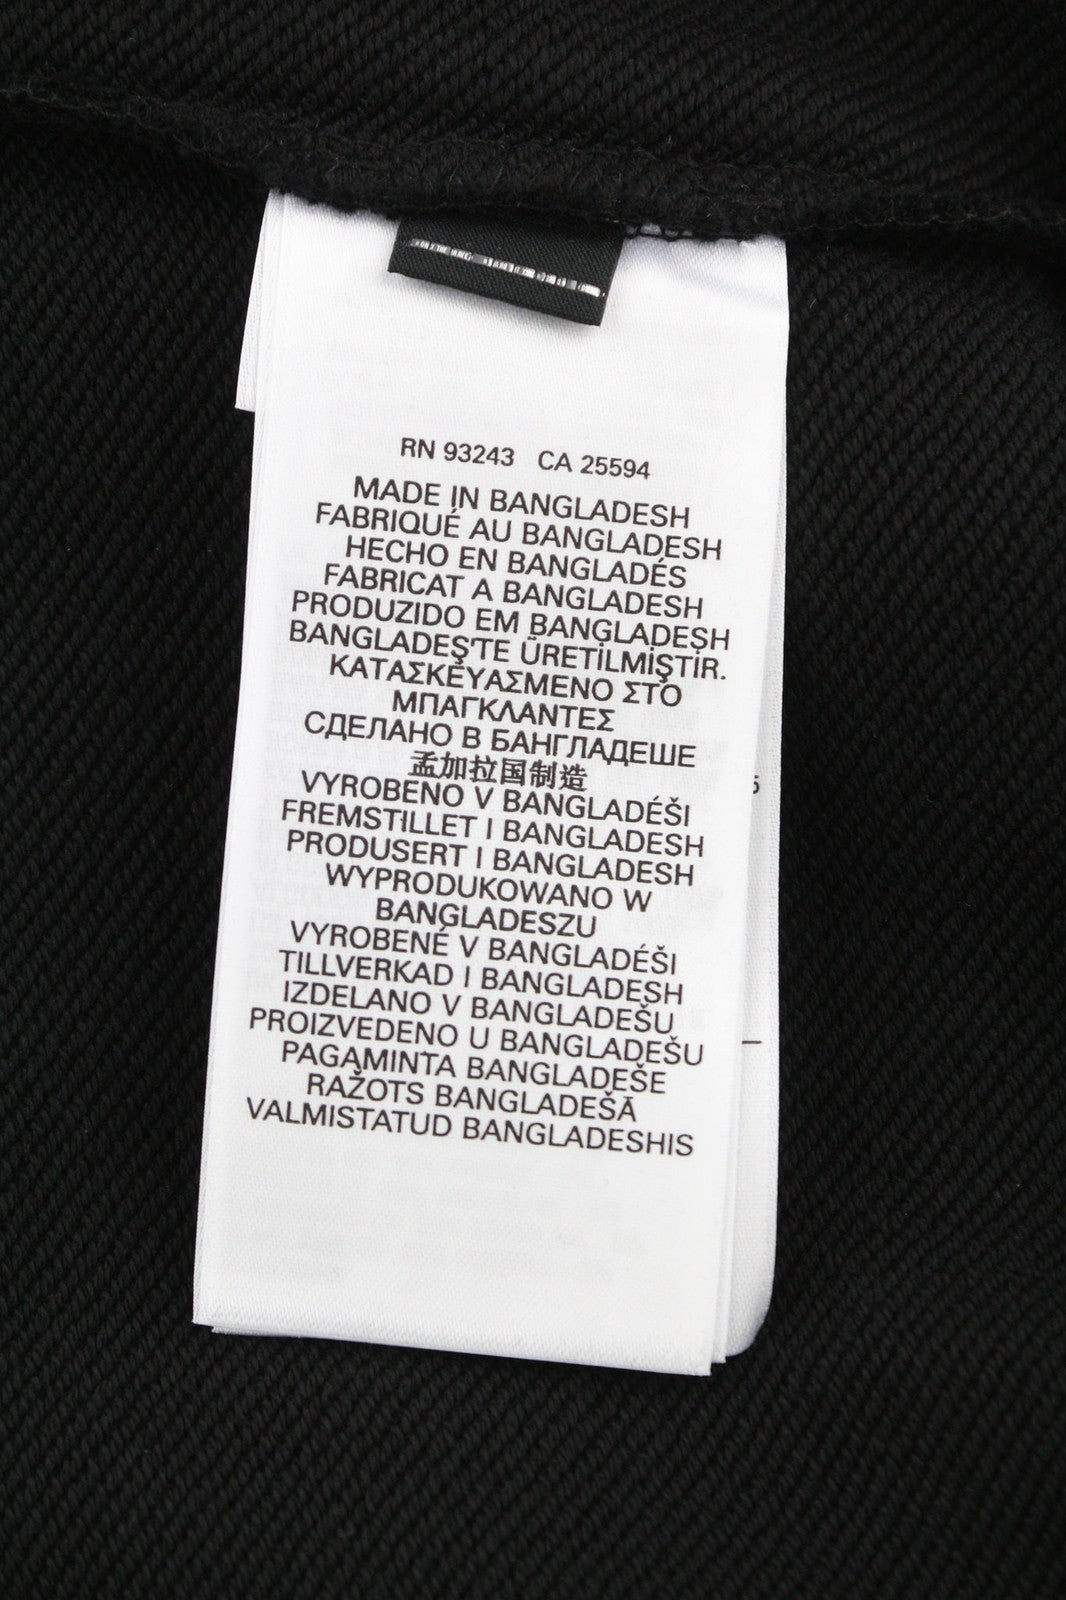 RN 93243 CA 25594
MADE IN BANGLADESH
FABRIQUÉ AU BANGLADESH
HECHO EN BANGLADÉS
FABRICAT A BANGLADESH
PRODUZIDO EM BANGLADESH
BANGLADEŞ'TE ÜRETİLMİŞTİR.
ΚΑΤΑΣΚΕΥΑΣΜΕΝΟ ΣΤΟ
ΜΠΑΓΚΛΑΝΤΕΣ
СДЕЛАНО В БАНГЛАДЕШЕ
孟加拉国制造
VYROBENO V BANGLADÉŠI
FREMSTILLET I BANGLADESH
PRODUSERT I BANGLADESH
WYPRODUKOWANO W
BANGLADESZU
VYROBENÉ V BANGLADÉŠI
TILLVERKAD I BANGLADESH
IZDELANO V BANGLADEŠU
PROIZVEDENO U BANGLADEŠU
PAGAMINTA BANGLADEŠE
RAŽOTS BANGLADEŠĀ
VALMISTATUD BANGLADESHIS